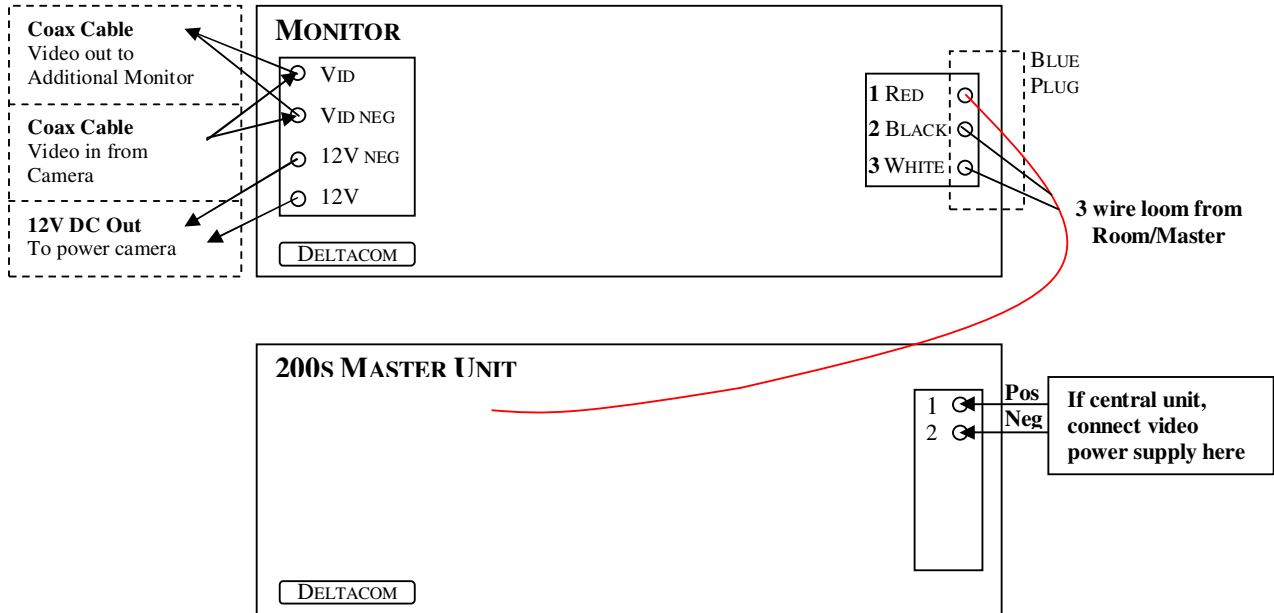 Coax Cable
Video out to
Additional Monitor
Coax Cable
Video in from
Camera
12V DC Out
To power camera
MONITOR
VID
VID NEG
12V NEG
12V
DELTACOM
1 RED
2 BLACK
3 WHITE
BLUE
PLUG
3 wire loom from
Room/Master
200S MASTER UNIT
1
2
Pos
Neg
If central unit,
connect video
power supply here
DELTACOM